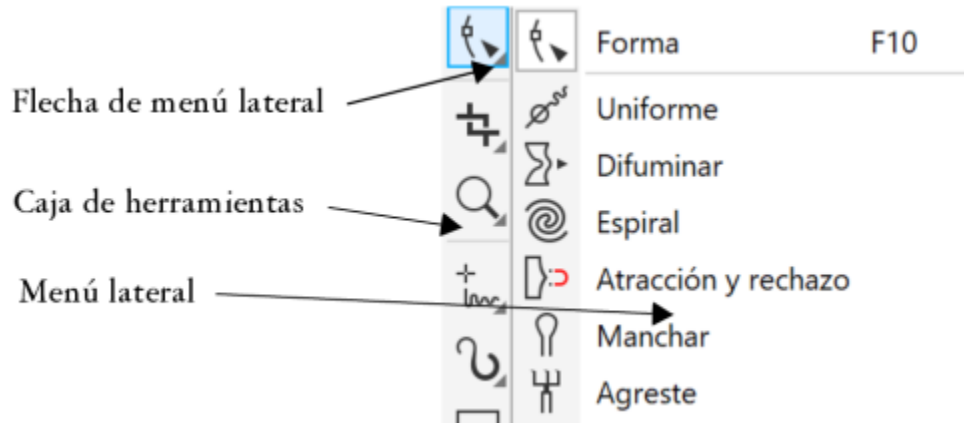 Forma F10
Flecha de menú lateral
Uniforme
Difuminar
Caja de herramientas
Espiral
Atracción y rechazo
Menú lateral
Manchar
Agreste